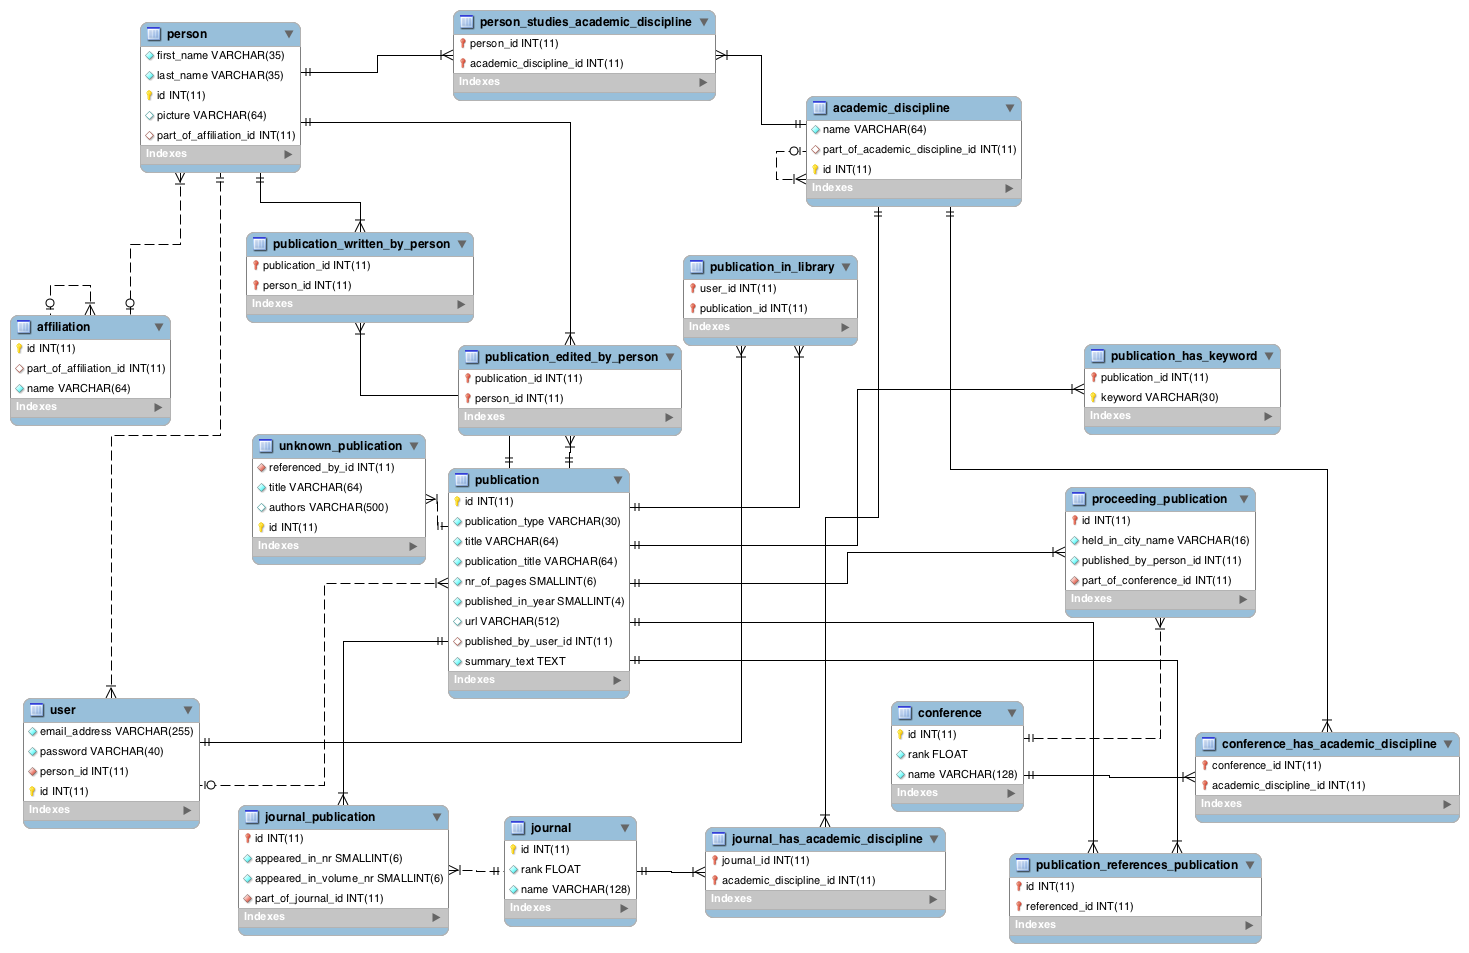 person
first_name VARCHAR(35)
last_name VARCHAR(35)
id INT(11)
picture VARCHAR(64)
part_of_affiliation_id INT(11)
Indexes
person_studies_academic_discipline
person_id INT(11)
academic_discipline_id INT(11)
Indexes
academic_discipline
name VARCHAR(64)
part_of_academic_discipline_id INT(11)
id INT(11)
Indexes
publication_written_by_person
publication_id INT(11)
person_id INT(11)
Indexes
publication_in_library
user_id INT(11)
publication_id INT(11)
Indexes
affiliation
id INT(11)
part_of_affiliation_id INT(11)
name VARCHAR(64)
Indexes
publication_edited_by_person
publication_id INT(11)
person_id INT(11)
Indexes
publication_has_keyword
publication_id INT(11)
keyword VARCHAR(30)
Indexes
unknown_publication
referenced_by_id INT(11)
title VARCHAR(64)
authors VARCHAR(500)
id INT(11)
Indexes
publication
id INT(11)
publication_type VARCHAR(30)
title VARCHAR(64)
publication_title VARCHAR(64)
nr_of_pages SMALLINT(6)
published_in_year SMALLINT(4)
url VARCHAR(512)
published_by_user_id INT(11)
summary_text TEXT
Indexes
proceeding_publication
id INT(11)
held_in_city_name VARCHAR(16)
published_by_person_id INT(11)
part_of_conference_id INT(11)
Indexes
user
email_address VARCHAR(255)
password VARCHAR(40)
person_id INT(11)
id INT(11)
Indexes
conference
id INT(11)
rank FLOAT
name VARCHAR(128)
Indexes
conference_has_academic_discipline
conference_id INT(11)
academic_discipline_id INT(11)
Indexes
journal_publication
id INT(11)
appeared_in_nr SMALLINT(6)
appeared_in_volume_nr SMALLINT(6)
part_of_journal_id INT(11)
Indexes
journal
id INT(11)
rank FLOAT
name VARCHAR(128)
Indexes
journal_has_academic_discipline
journal_id INT(11)
academic_discipline_id INT(11)
Indexes
publication_references_publication
id INT(11)
referenced_id INT(11)
Indexes